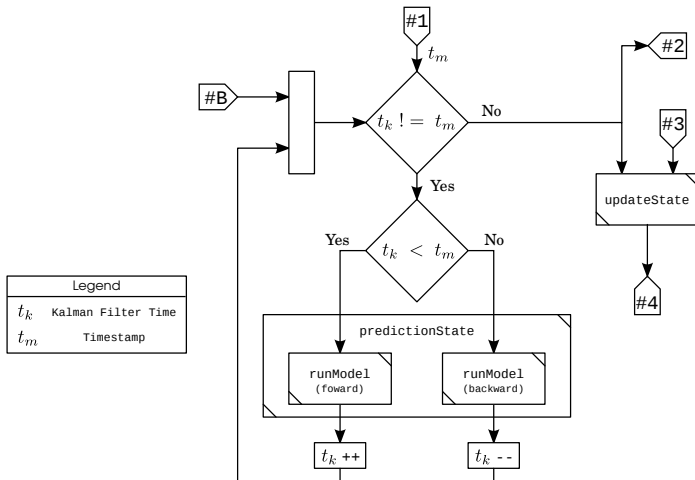 #1
t_m
#2
#B
t_k != t_m
No
#3
Yes
updateState
Yes
t_k < t_m
No
#4
Legend
t_k Kalman Filter Time
t_m Timestamp
predictionState
runModel
(foward)
runModel
(backward)
t_k ++
t_k --